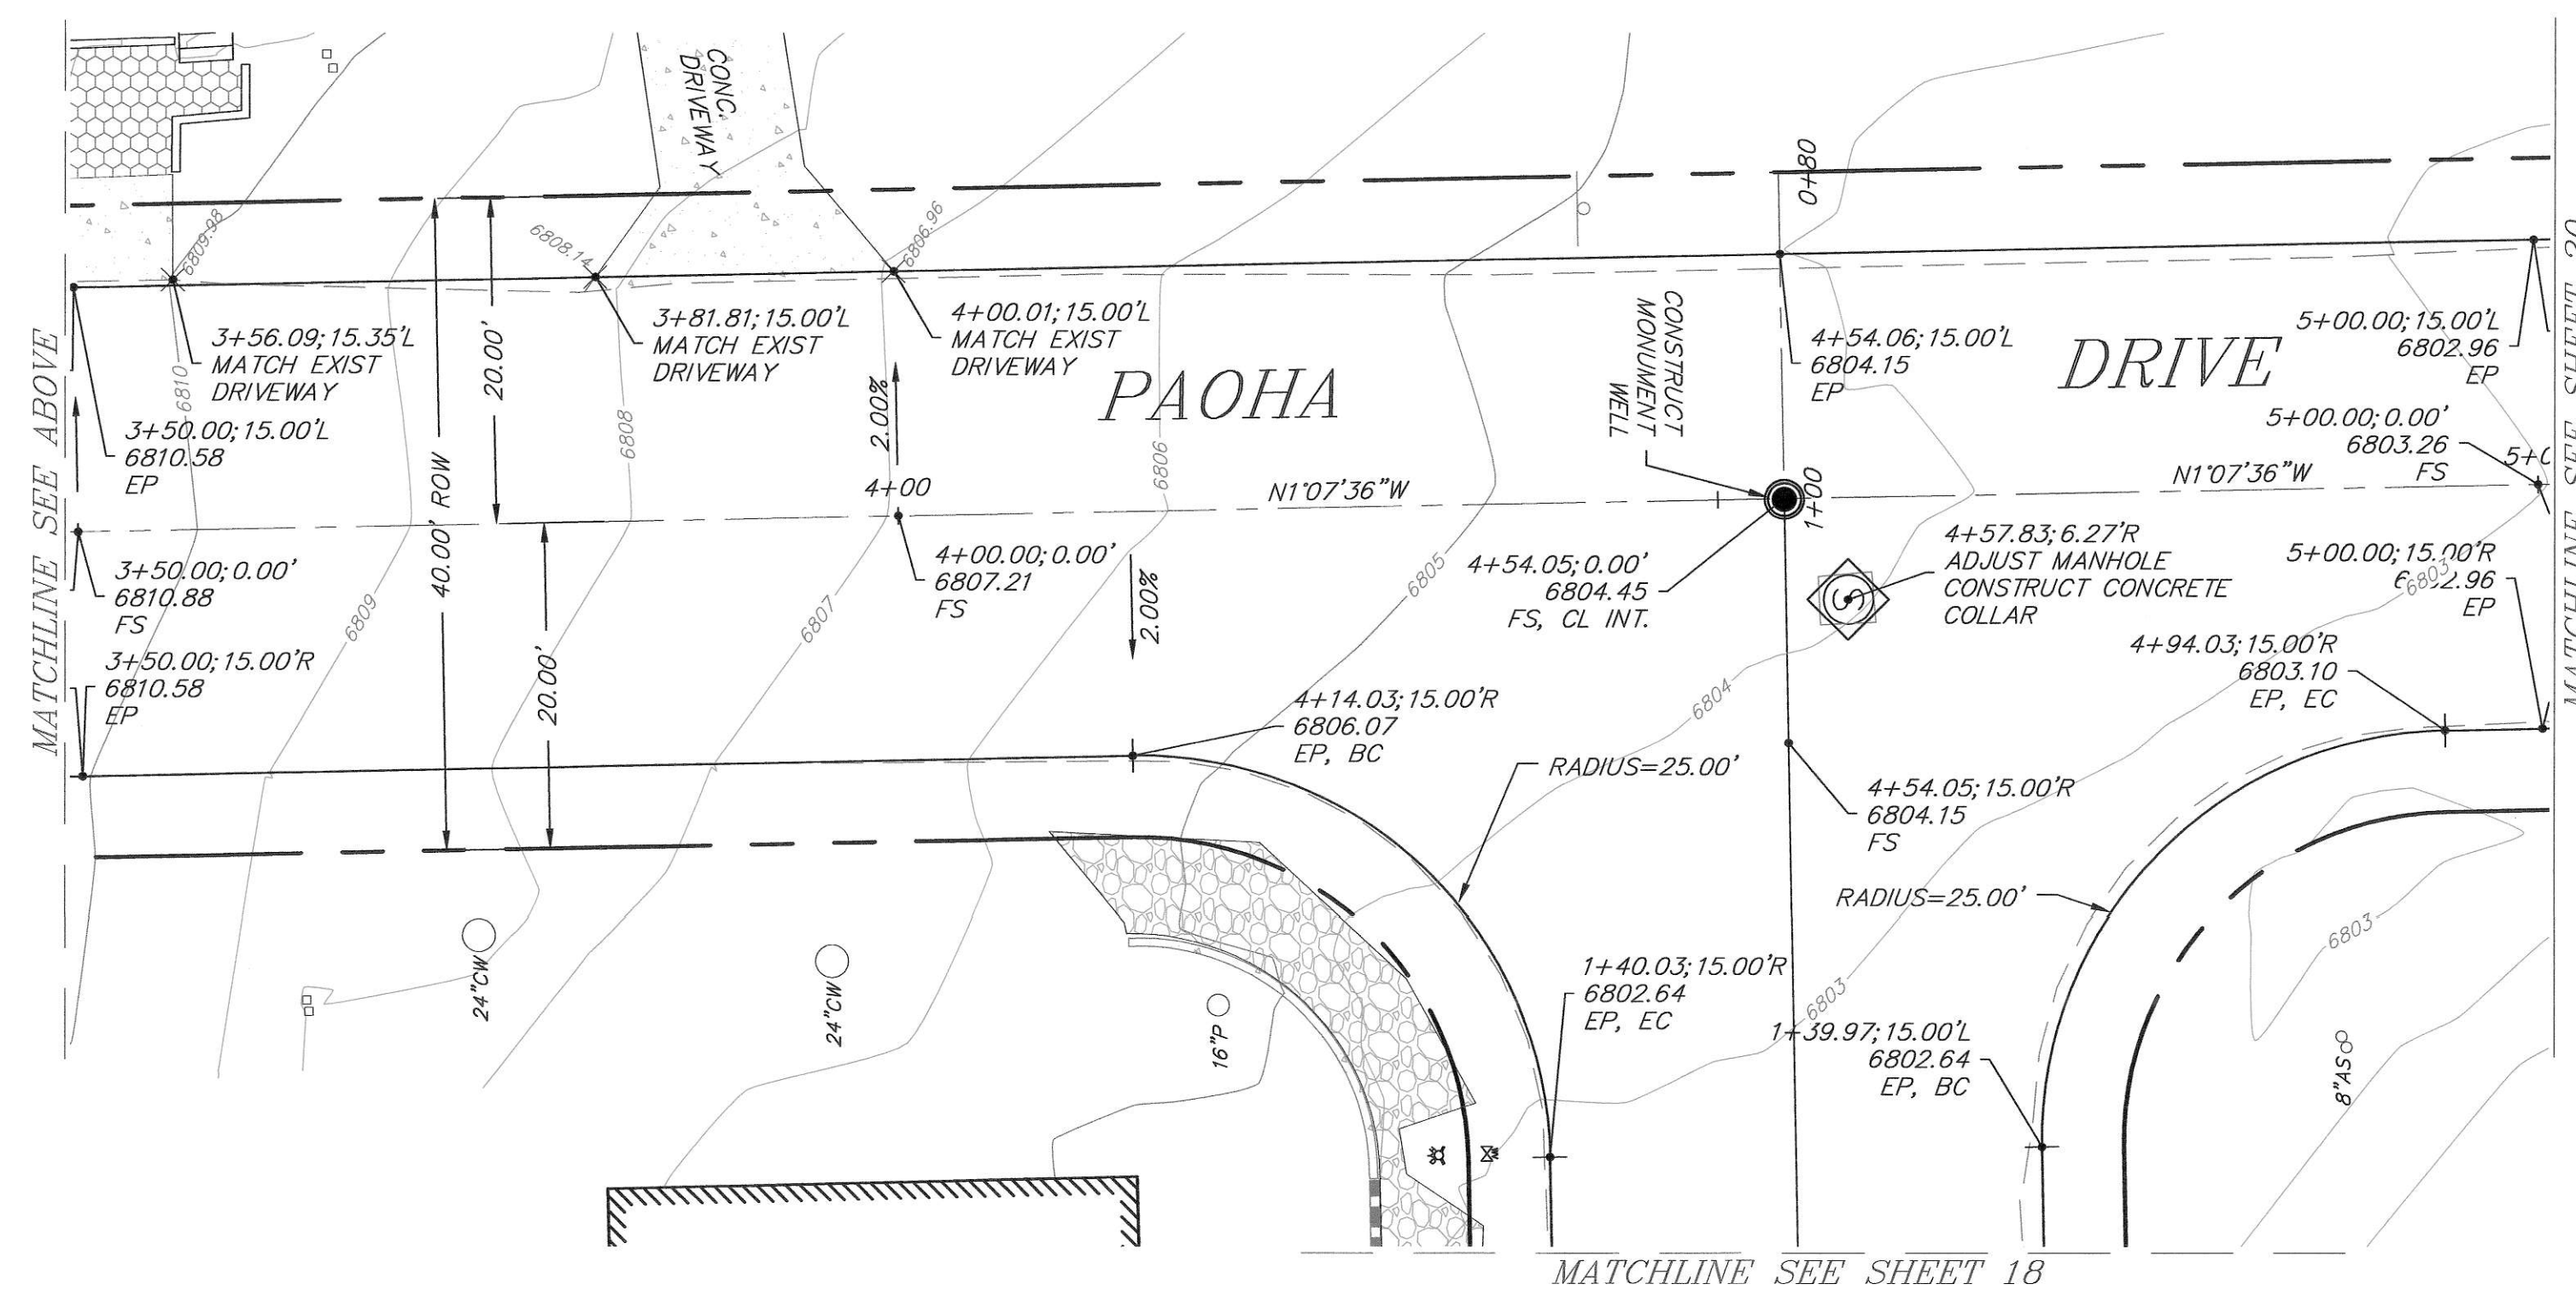 CONC.
DRIVEWAY
0+80
6809.98
6808.14
6806.96
3+56.09;15.35'L
MATCH EXIST
DRIVEWAY
3+81.81;15.00'L
MATCH EXIST
DRIVEWAY
4+00.01;15.00'L
MATCH EXIST
DRIVEWAY
CONSTRUCT
MONUMENT
WELL
4+54.06;15.00'L
6804.15
EP
5+00.00;15.00'L
6802.96
EP
PAOHA DRIVE
MATCHLINE SEE ABOVE
3+50.00;15.00'L
6810.58
EP
6810
20.00'
40.00' ROW
6808
2.00%
6806
5+00.00;0.00'
6803.26
FS
4+00
N1°07'36"W
1+00
N1°07'36"W
3+50.00;0.00'
6810.88
FS
4+00.00;0.00'
6807.21
FS
4+54.05;0.00'
6804.45
FS, CL INT.
4+57.83;6.27'R
ADJUST MANHOLE
CONSTRUCT CONCRETE
COLLAR
S
5+00.00;15.00'R
EP
6803
6809
6807
2.00%
6805
6804
3+50.00;15.00'R
6810.58
EP
20.00'
4+14.03;15.00'R
6806.07
EP, BC
RADIUS=25.00'
4+94.03;15.00'R
6803.10
EP, EC
4+54.05;15.00'R
6804.15
FS
RADIUS=25.00'
6803
6803
24"CW
24"CW
16"P
1+40.03;15.00'R
6802.64
EP, EC
1+39.97;15.00'L
6802.64
EP, BC
8"AS
MATCHLINE SEE SHEET 18